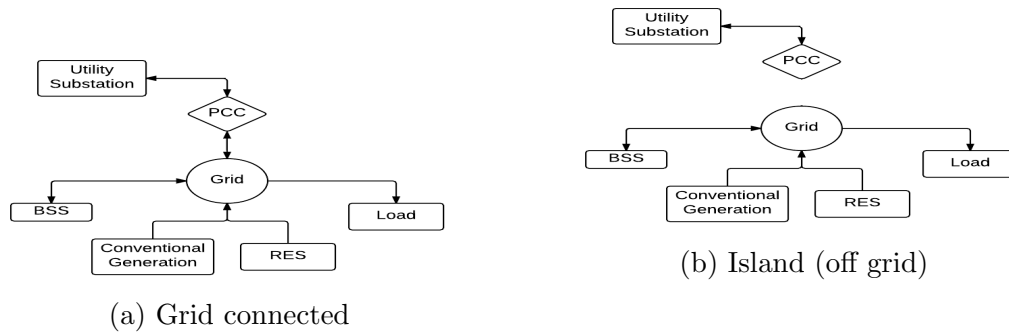 Utility
Substation
PCC
Grid
BSS
Load
Conventional
Generation
RES
(a) Grid connected
Utility
Substation
PCC
Grid
BSS
Load
Conventional
Generation
RES
(b) Island (off grid)